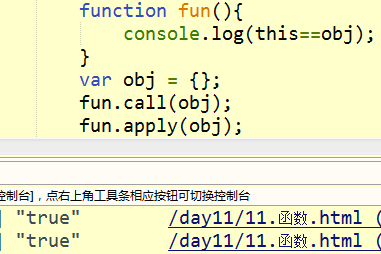 function fun(){
console.log(this==obj);
}
var obj = {};
fun.call(obj);
fun.apply(obj);
控制台],点右上角工具条相应按钮可切换控制台
"true" /day11/11.函数.html (
"true" /day11/11.函数.html (